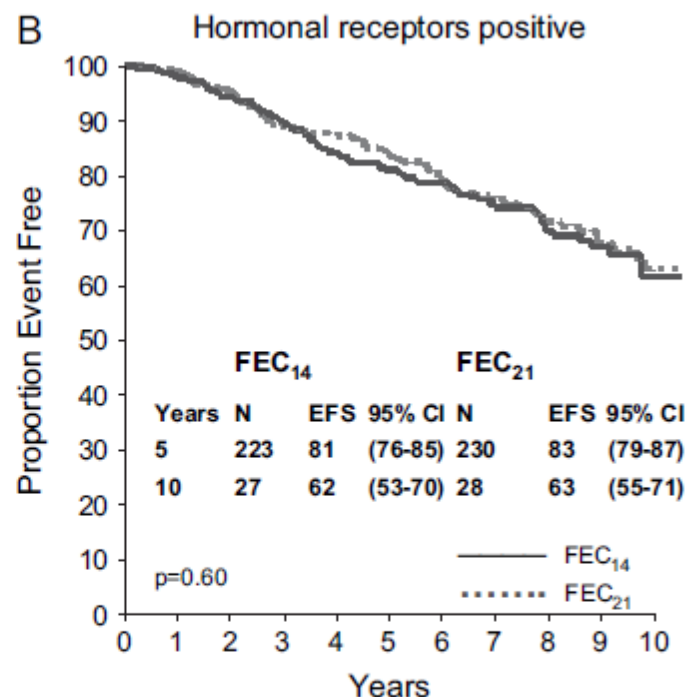 B Hormonal receptors positive
Proportion Event Free
100
90
80
70
60
50
40
30
20
10
0
FEC14 FEC21
Years N EFS 95% CI N EFS 95% CI
5 223 81 (76-85) 230 83 (79-87)
10 27 62 (53-70) 28 63 (55-71)
p=0.60
FEC14
FEC21
0 1 2 3 4 5 6 7 8 9 10
Years